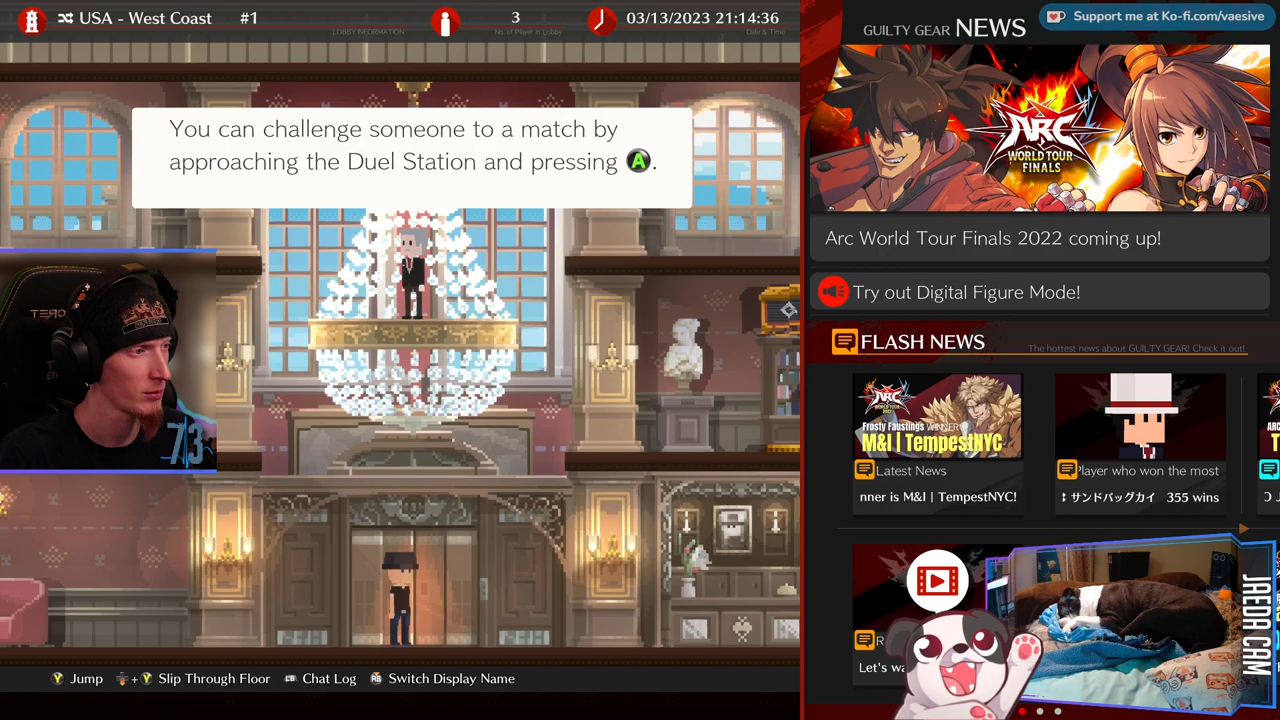 USA - West Coast #1
LOBBY INFORMATION
3
No. of Player in Lobby
03/13/2023 21:14:36
Date & Time
You can challenge someone to a match by
approaching the Duel Station and pressing A.
73
Y Jump
+ Y Slip Through Floor
Chat Log
Switch Display Name
Support me at Ko-fi.com/vaesive
GUILTY GEAR NEWS
ARC
WORLD TOUR
FINALS
Arc World Tour Finals 2022 coming up!
Try out Digital Figure Mode!
FLASH NEWS
The hottest news about GUILTY GEAR! Check it out!
ARC
WORLD TOUR
Frosty Faustings WINNER
M&I | TempestNYC
Latest News
nner is M&I | TempestNYC!
Player who won the most
サンドバッグカイ 355 wins
R
Let's wa
JAEDA CAM